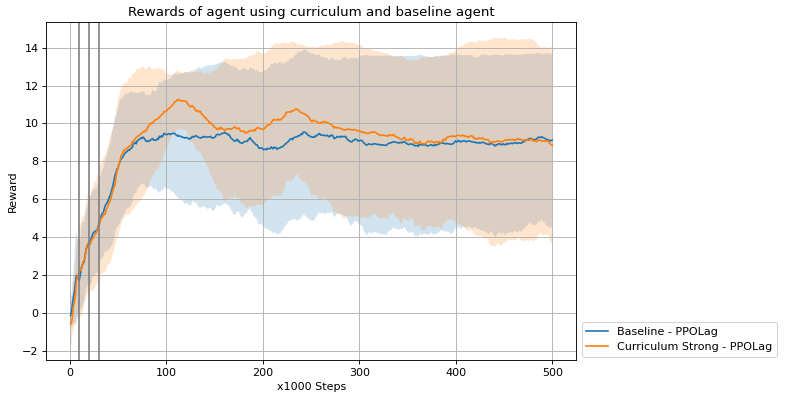 Rewards of agent using curriculum and baseline agent
14
12
10
8
6
4
2
0
−2
Reward
0 100 200 300 400 500
x1000 Steps
Baseline - PPOLag
Curriculum Strong - PPOLag